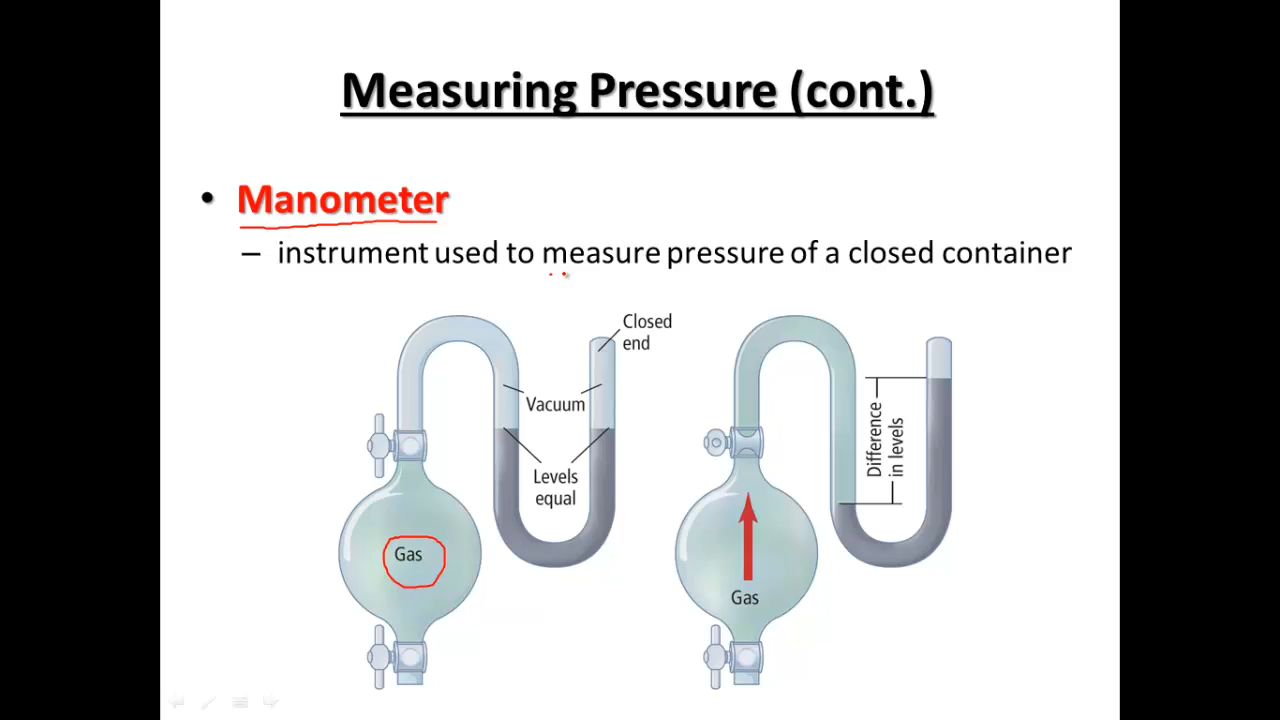 Measuring Pressure (cont.)
• Manometer
– instrument used to measure pressure of a closed container
Closed
end
Vacuum
Levels
equal
Gas
Difference
in levels
Gas